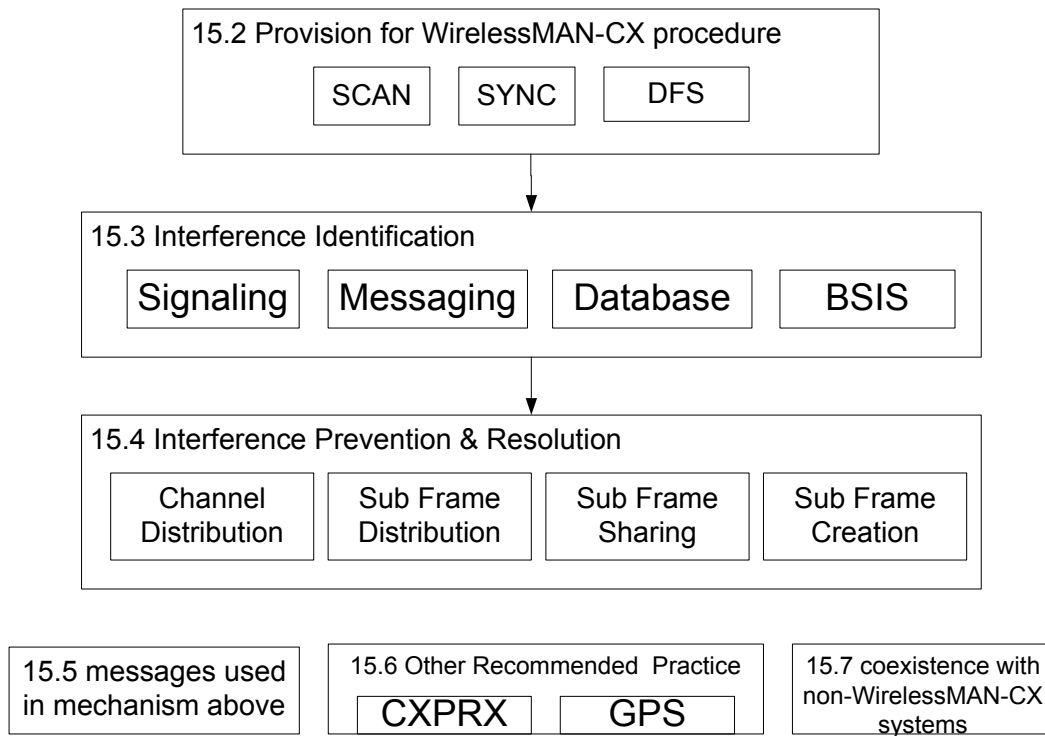 15.2 Provision for WirelessMAN-CX procedure
SCAN
SYNC
DFS
15.3 Interference Identification
Signaling
Messaging
Database
BSIS
15.4 Interference Prevention & Resolution
Channel
Distribution
Sub Frame
Distribution
Sub Frame
Sharing
Sub Frame
Creation
15.5 messages used
in mechanism above
15.6 Other Recommended Practice
CXPRX
GPS
15.7 coexistence with
non-WirelessMAN-CX
systems